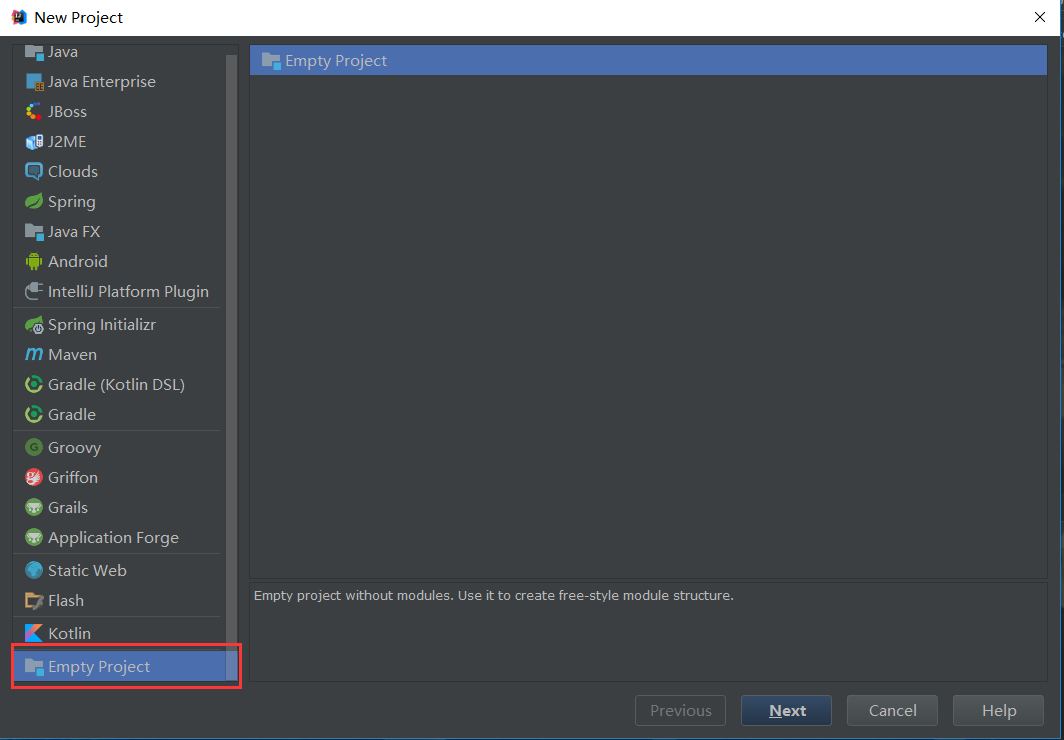 New Project
Java
Java Enterprise
JBoss
J2ME
Clouds
Spring
Java FX
Android
IntelliJ Platform Plugin
Spring Initializr
Maven
Gradle (Kotlin DSL)
Gradle
Groovy
Griffon
Grails
Application Forge
Static Web
Flash
Kotlin
Empty Project
Empty Project
Empty project without modules. Use it to create free-style module structure.
Previous
Next
Cancel
Help